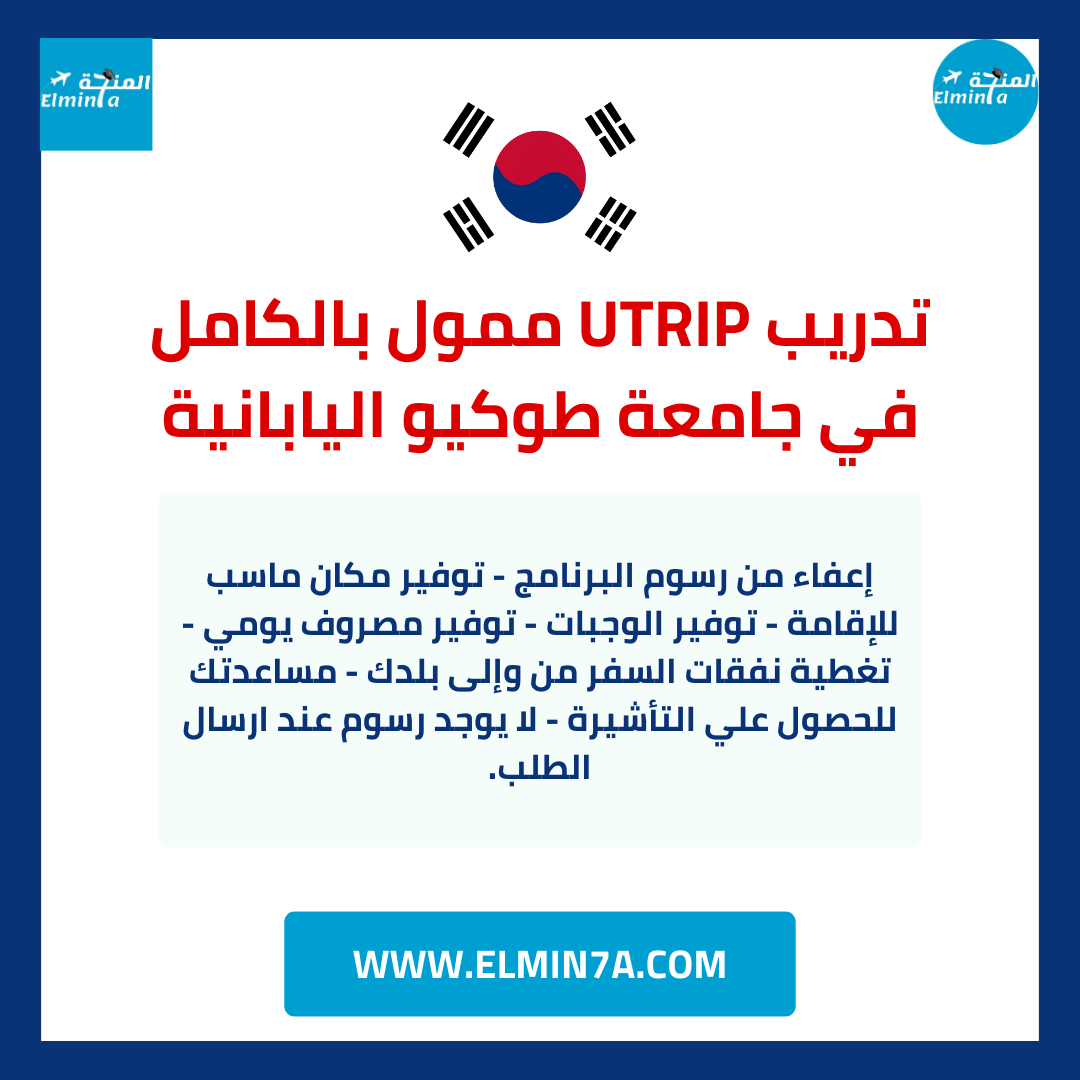 المنحة
Elmin7a
المنحة
Elmin7a
تدريب UTRIP ممول بالكامل
في جامعة طوكيو اليابانية
إعفاء من رسوم البرنامج - توفير مكان ماسب
للإقامة - توفير الوجبات - توفير مصروف يومي -
تغطية نفقات السفر من وإلى بلدك - مساعدتك
للحصول علي التأشيرة - لا يوجد رسوم عند ارسال
الطلب.
WWW.ELMIN7A.COM